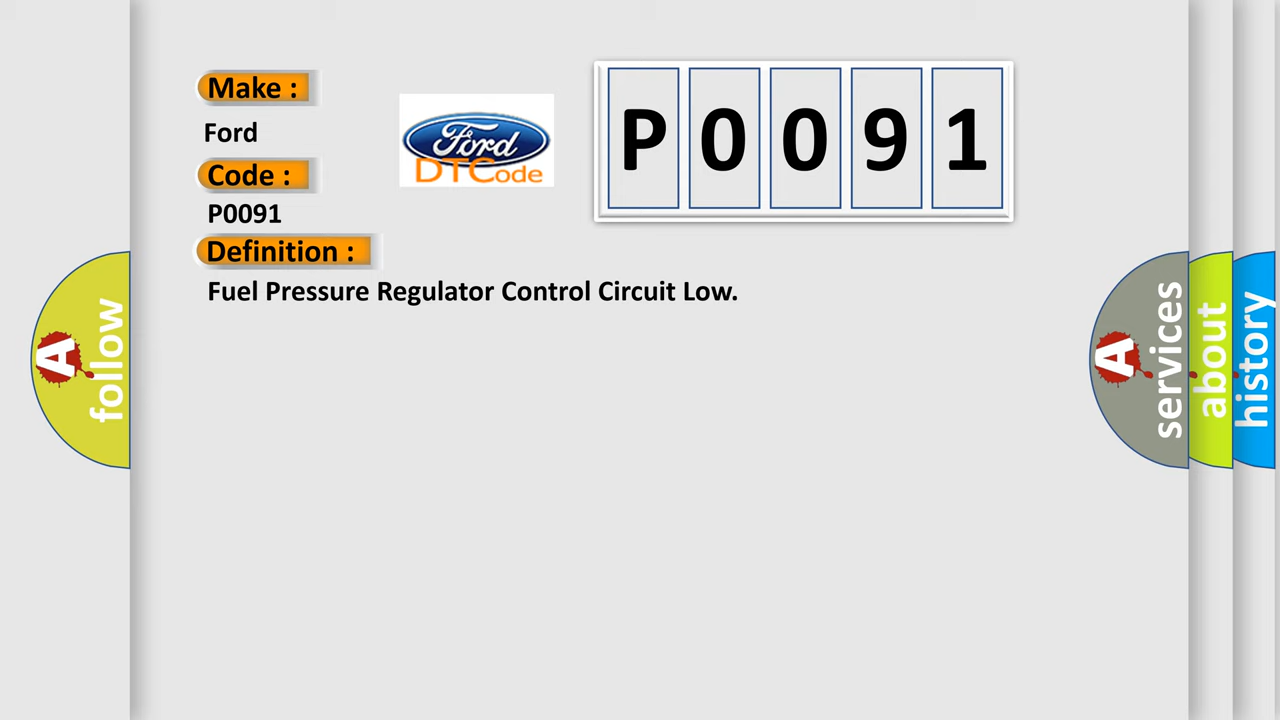 Make :
Ford
Code :
P0091
Definition :
Fuel Pressure Regulator Control Circuit Low.
Ford
DTCode
P0091
A
follow
A
services
about
history